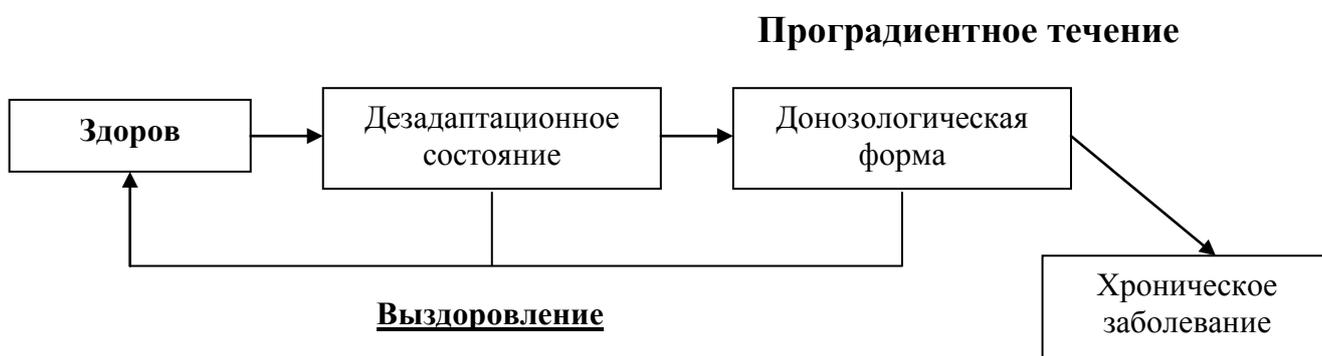 Проградиентное течение
Здоров
Дезадаптационное
состояние
Донозологическая
форма
Хроническое
заболевание
Выздоровление